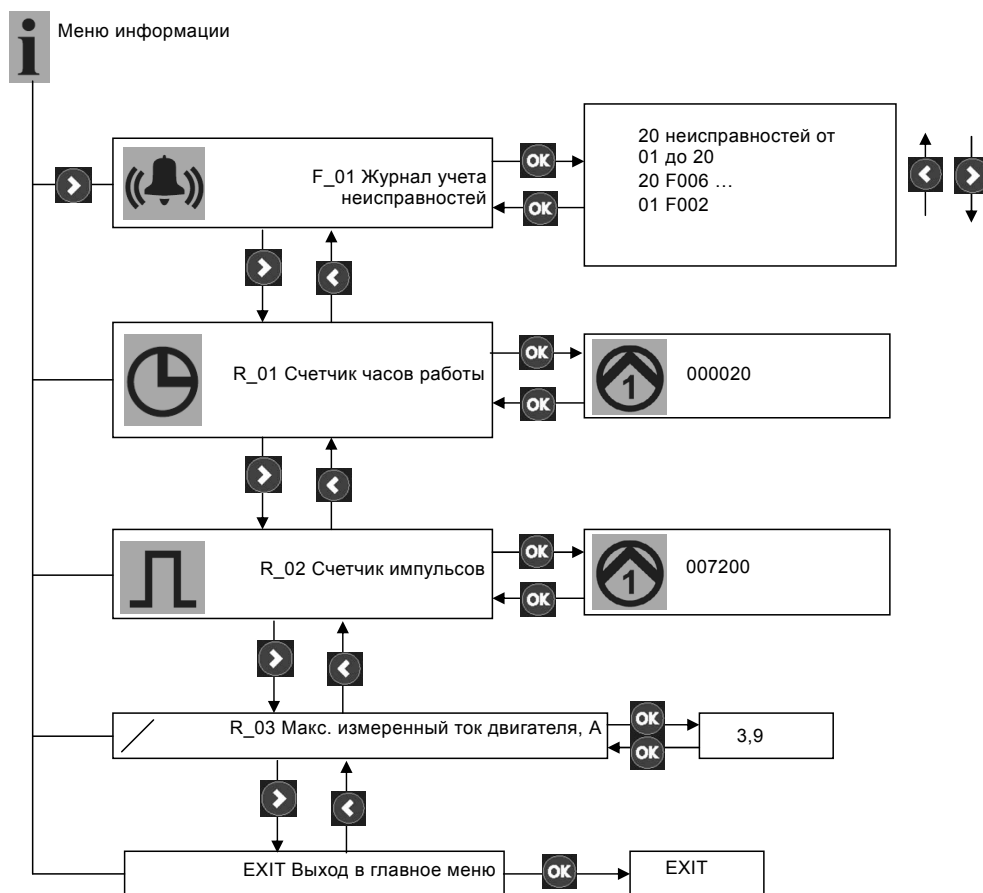 Меню информации
F_01 Журнал учета
неисправностей
OK
OK
20 неисправностей от
01 до 20
20 F006 ...
01 F002
R_01 Счетчик часов работы
OK
OK
1
000020
R_02 Счетчик импульсов
OK
OK
1
007200
R_03 Макс. измеренный ток двигателя, А
OK
OK
3,9
EXIT Выход в главное меню
OK
EXIT